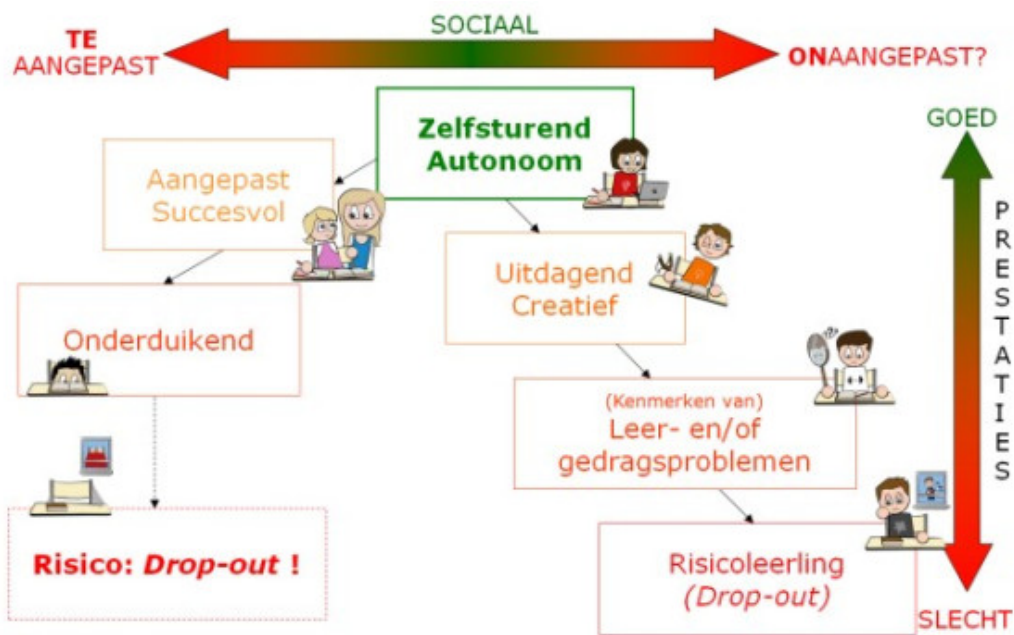 SOCIAAL
TE
AANGEPAST
ONAANGEPAST?
Zelfsturend
Autonoom
GOED
Aangepast
Succesvol
Uitdagend
Creatief
Onderduikend
(Kenmerken van)
Leer- en/of
gedragsproblemen
PRESTATIES
Risico: Drop-out !
Risicoleerling
(Drop-out)
SLECHT